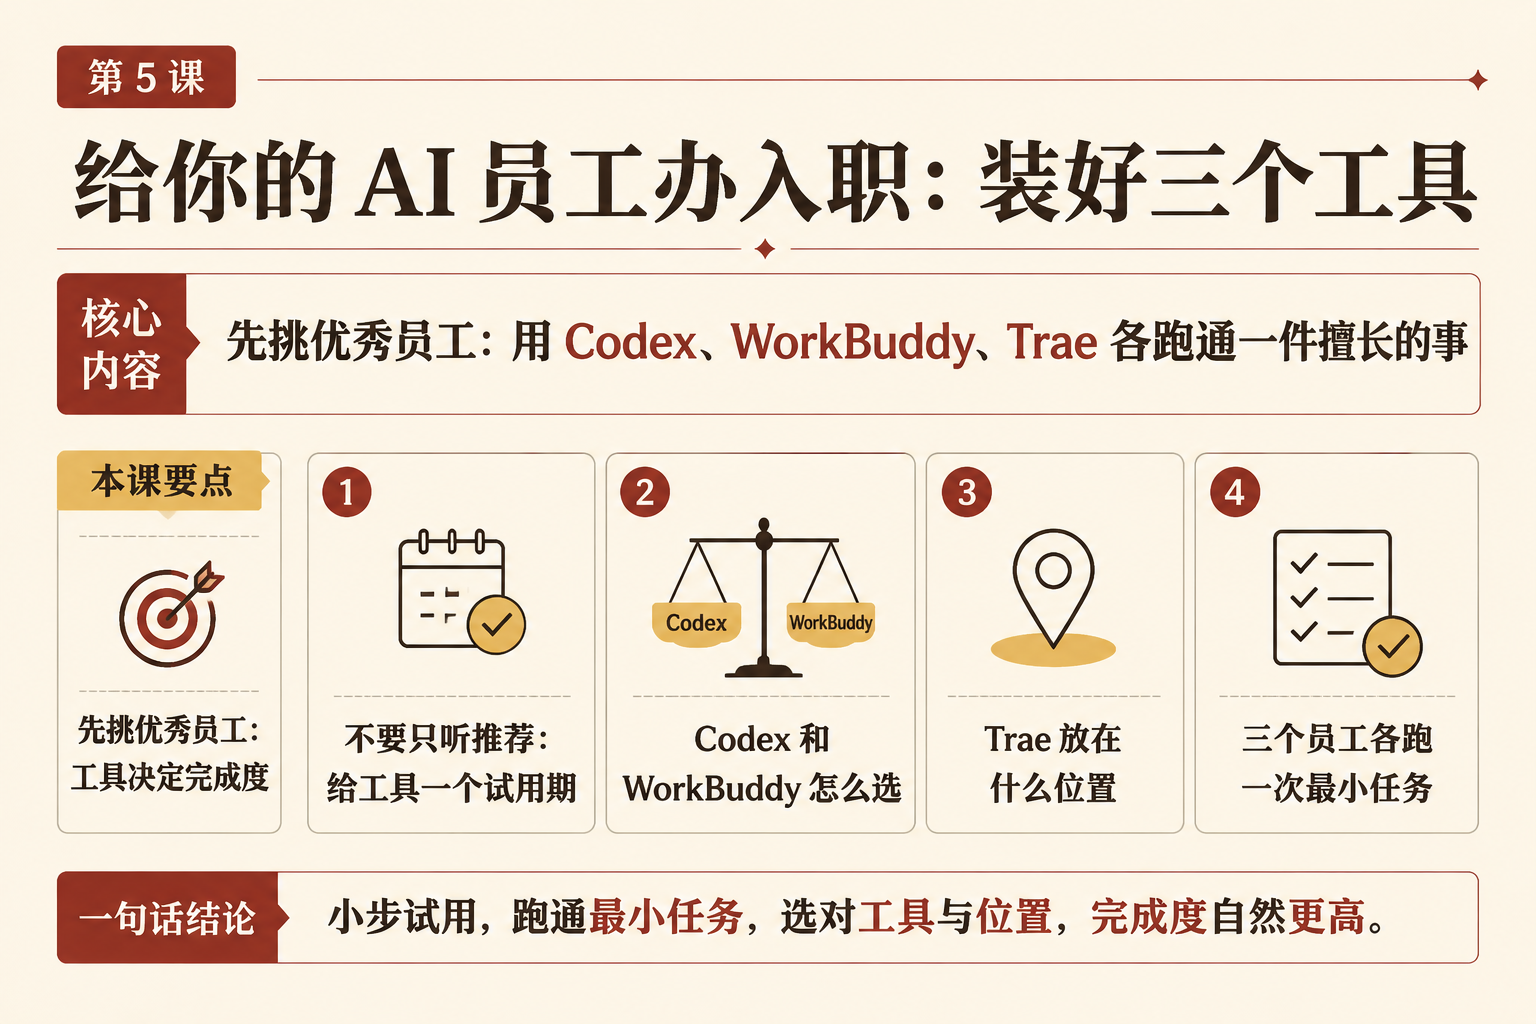 第 5 课
给你的 AI 员工办入职：装好三个工具
核心
内容
先挑优秀员工：用 Codex、WorkBuddy、Trae 各跑通一件擅长的事
本课要点
先挑优秀员工：
工具决定完成度
1
不要只听推荐：
给工具一个试用期
2
Codex
WorkBuddy
Codex 和
WorkBuddy 怎么选
3
Trae 放在
什么位置
4
三个员工各跑
一次最小任务
一句话结论
小步试用，跑通最小任务，选对工具与位置，完成度自然更高。